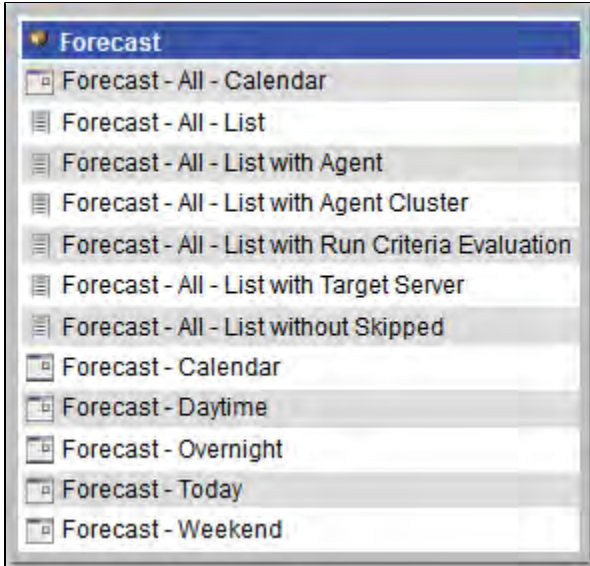 Forecast
Forecast - All - Calendar
Forecast - All - List
Forecast - All - List with Agent
Forecast - All - List with Agent Cluster
Forecast - All - List with Run Criteria Evaluation
Forecast - All - List with Target Server
Forecast - All - List without Skipped
Forecast - Calendar
Forecast - Daytime
Forecast - Overnight
Forecast - Today
Forecast - Weekend